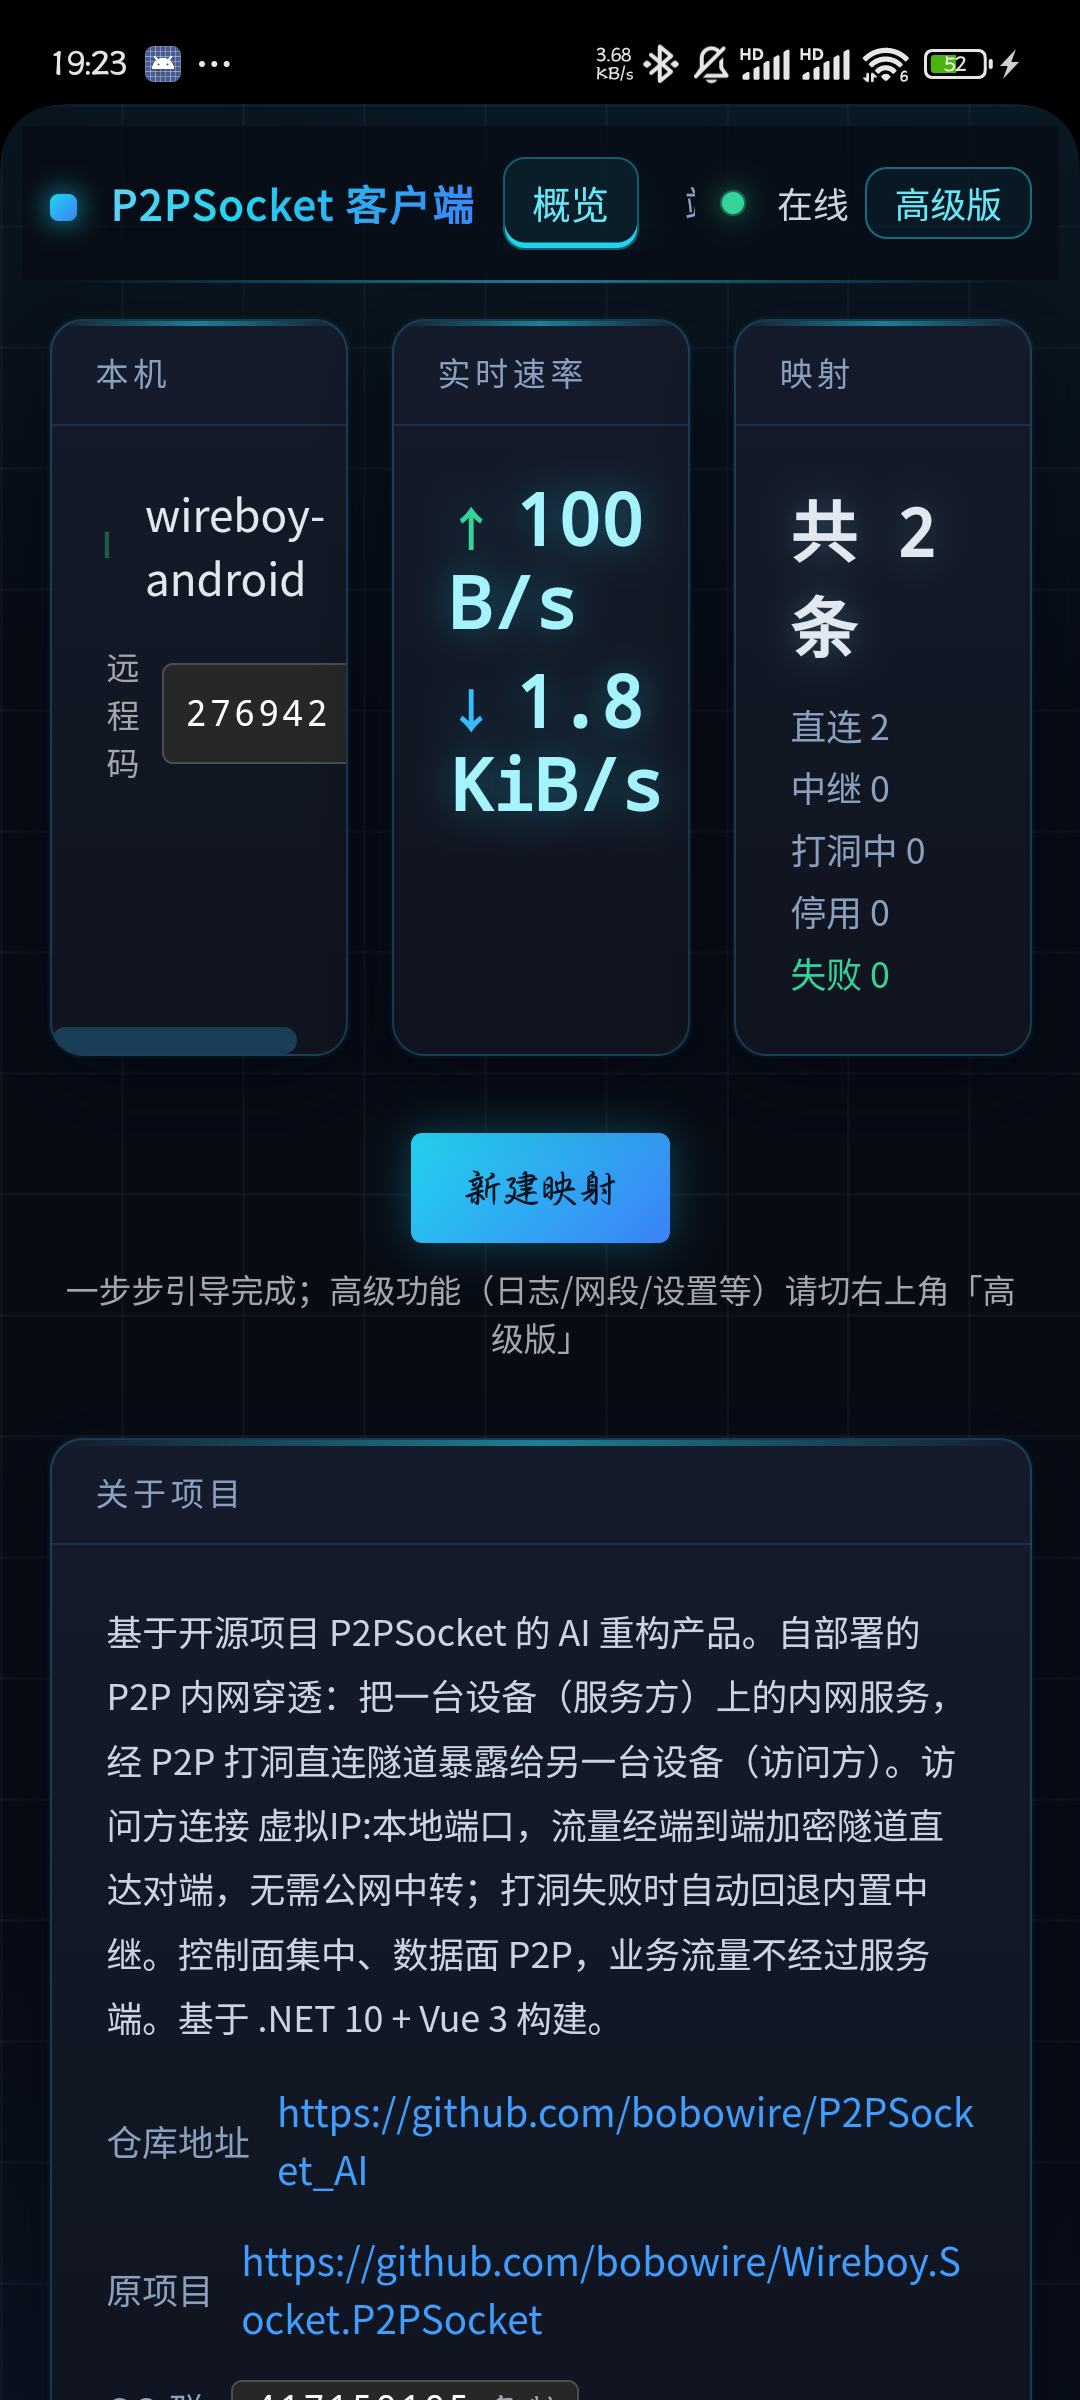 19:23
3.68 KB/s
HD HD 6 52
P2PSocket 客户端 概览 在线 高级版
本机
wireboy-
android
远程码
276942
实时速率
↑ 100
B/s
↓ 1.8
KiB/s
映射
共 2
条
直连 2
中继 0
打洞中 0
停用 0
失败 0
新建映射
一步步引导完成；高级功能（日志/网段/设置等）请切右上角「高
级版」
关于项目
基于开源项目 P2PSocket 的 AI 重构产品。自部署的
P2P 内网穿透：把一台设备（服务方）上的内网服务，
经 P2P 打洞直连隧道暴露给另一台设备（访问方）。访
问方连接 虚拟IP:本地端口，流量经端到端加密隧道直
达对端，无需公网中转；打洞失败时自动回退内置中
继。控制面集中、数据面 P2P，业务流量不经过服务
端。基于 .NET 10 + Vue 3 构建。
仓库地址
https://github.com/bobowire/P2PSock
et_AI
原项目
https://github.com/bobowire/Wireboy.S
ocket.P2PSocket